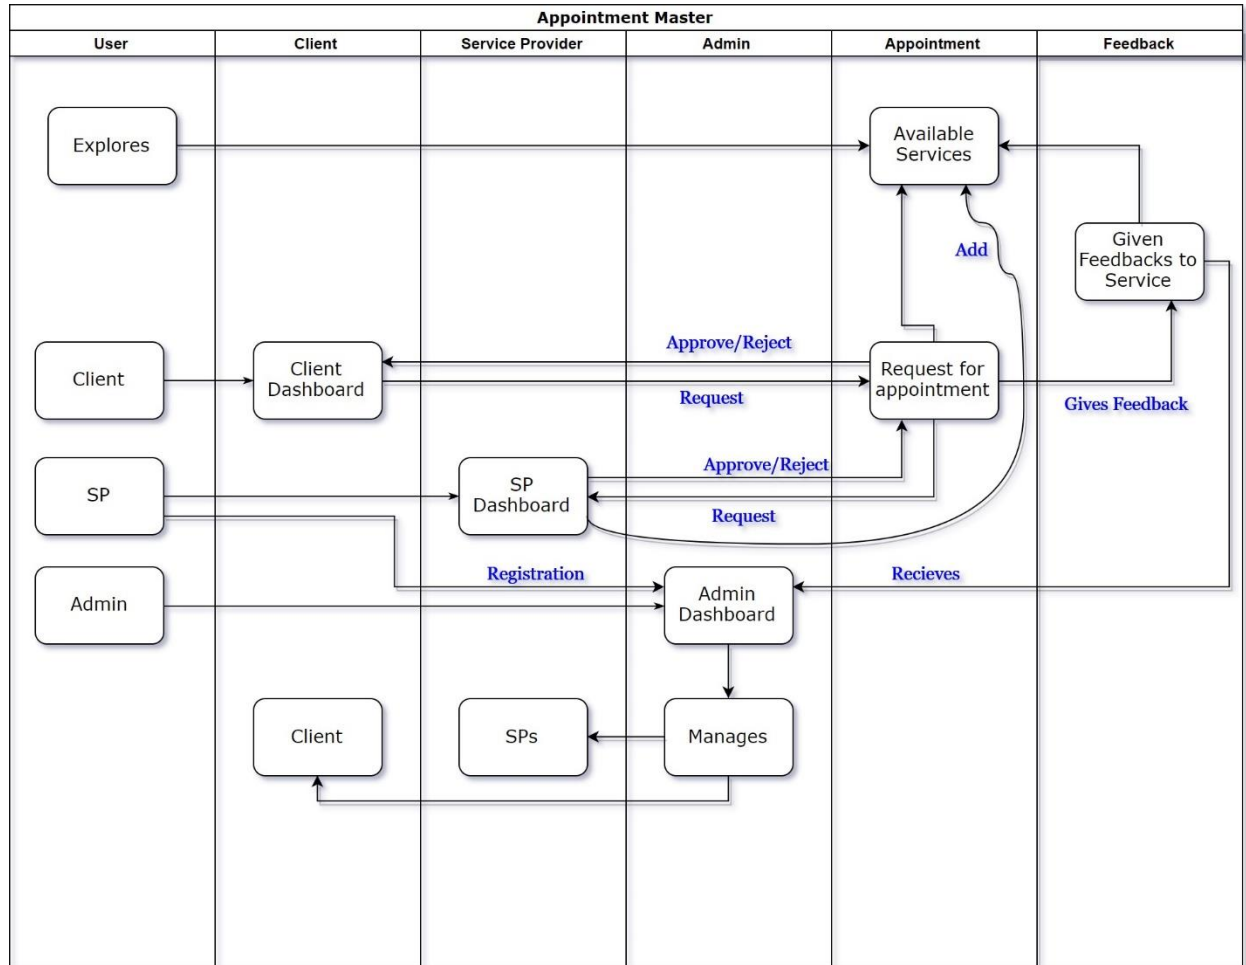 Appointment Master
User
Client
Service Provider
Admin
Appointment
Feedback
Explores
Available
Services
Add
Given
Feedbacks to
Service
Client
Client
Dashboard
Approve/Reject
Request
Request for
appointment
Gives Feedback
SP
SP
Dashboard
Approve/Reject
Request
Registration
Recieves
Admin
Admin
Dashboard
Client
SPs
Manages